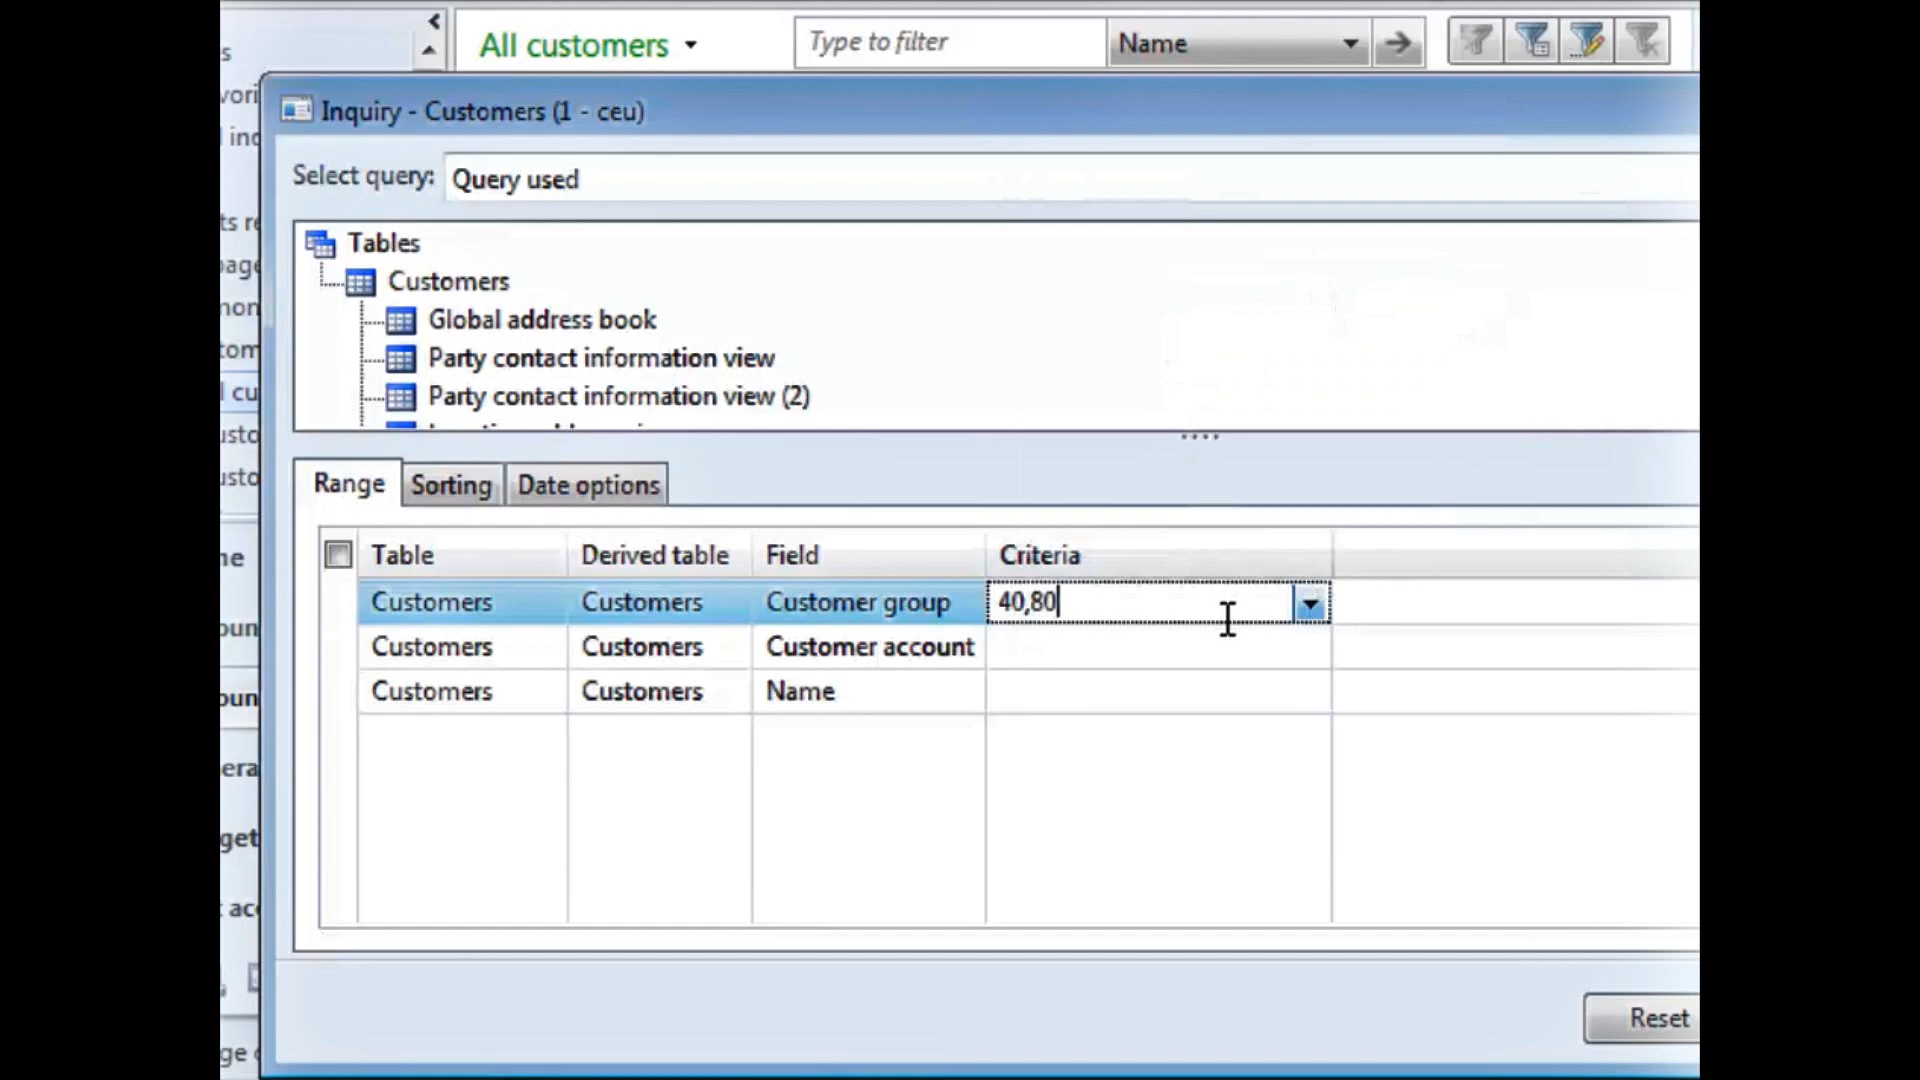 All customers
Type to filter
Name
Inquiry - Customers (1 - ceu)
Select query:
Query used
Tables
Customers
Global address book
Party contact information view
Party contact information view (2)
Range
Sorting
Date options
Table Derived table Field Criteria
Customers Customers Customer group 40,80
Customers Customers Customer account
Customers Customers Name
Reset